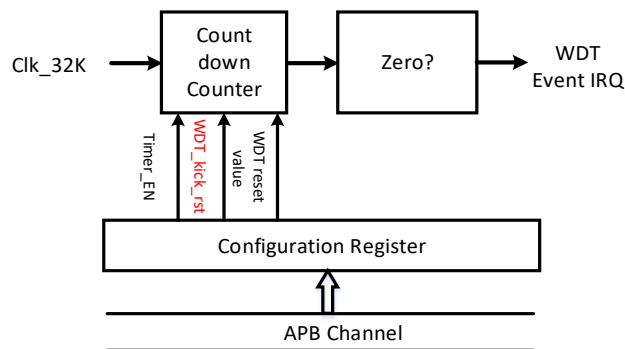 Clk_32K
Count
down
Counter
Zero?
WDT
Event IRQ
Timer_EN
WDT_kick_rst
value
WDT reset
Configuration Register
APB Channel